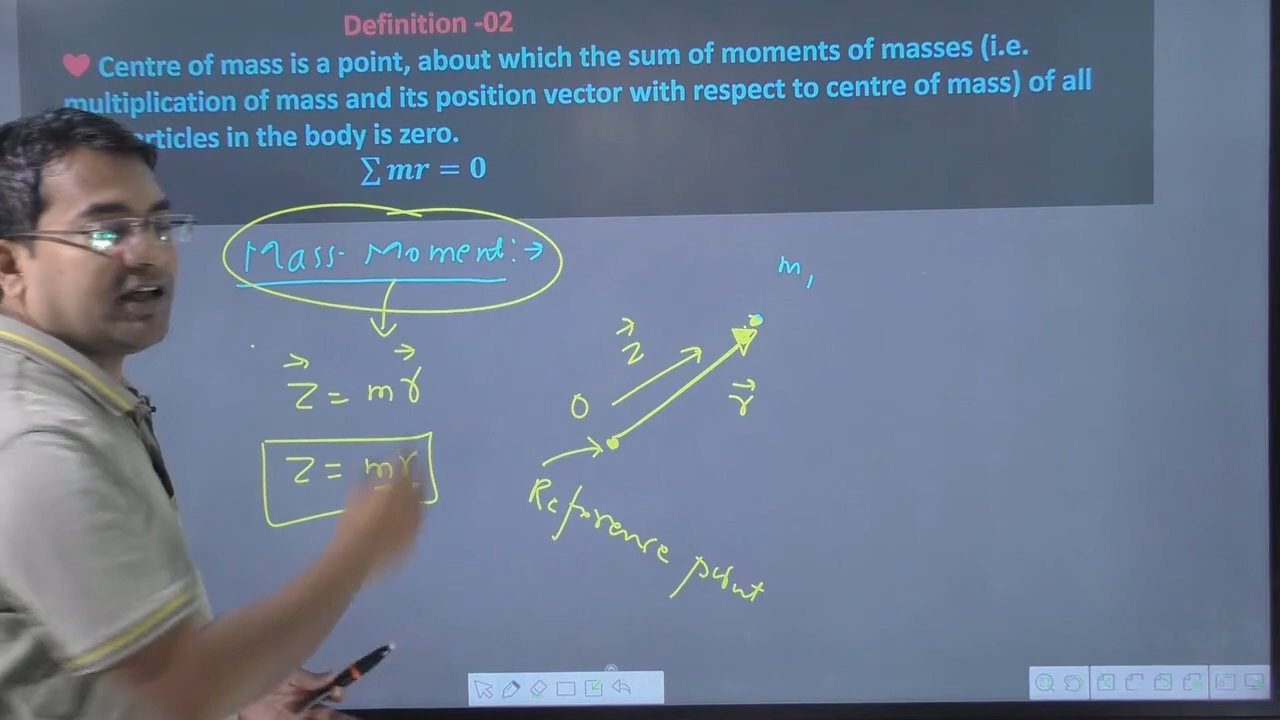 Definition -02
Centre of mass is a point, about which the sum of moments of masses (i.e.
multiplication of mass and its position vector with respect to centre of mass) of all
articles in the body is zero.
∑mr = 0
Mass-Moment:→
m,
z⃗ = mr⃗
z⃗
r⃗
O
z = mr
Reference point